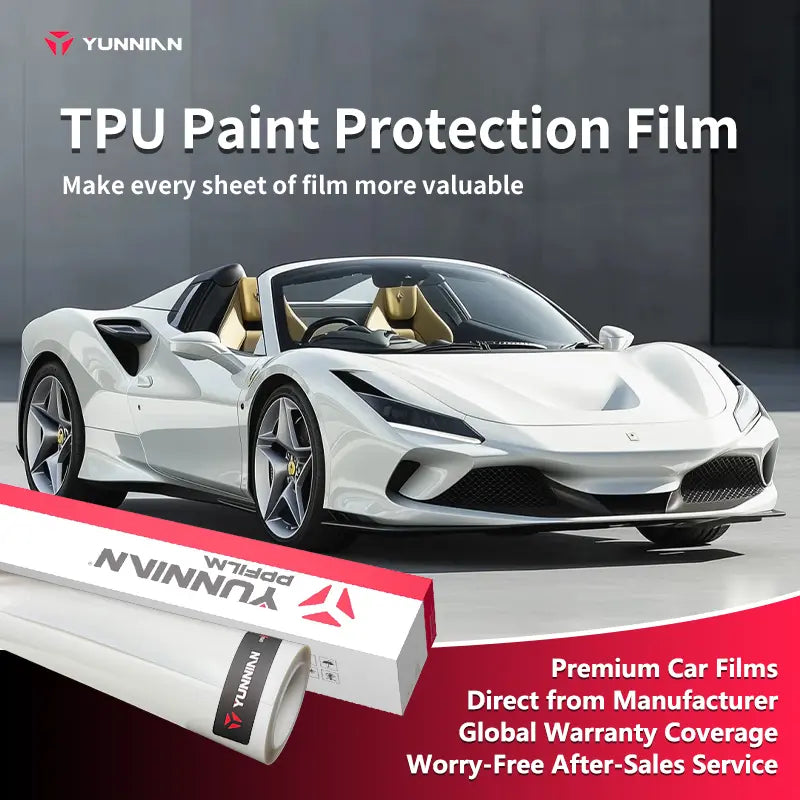 YUNNIAN
TPU Paint Protection Film
Make every sheet of film more valuable
YUNNIAN
PPFILM
YUNNIAN
Premium Car Films
Direct from Manufacturer
Global Warranty Coverage
Worry-Free After-Sales Service